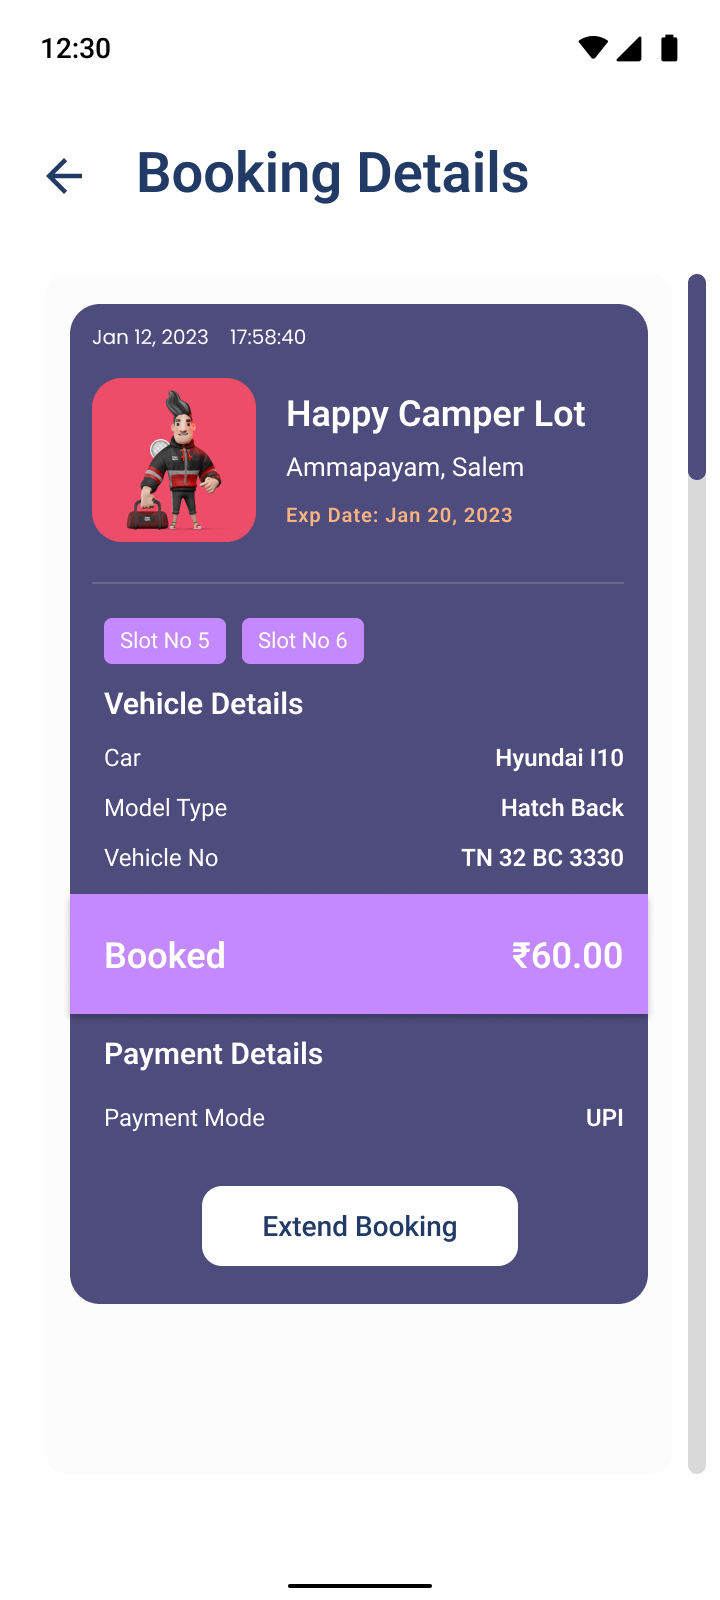 12:30
Booking Details
Jan 12, 2023 17:58:40
Happy Camper Lot
Ammapayam, Salem
Exp Date: Jan 20, 2023
Slot No 5 Slot No 6
Vehicle Details
Car Hyundai I10
Model Type Hatch Back
Vehicle No TN 32 BC 3330
Booked ₹60.00
Payment Details
Payment Mode UPI
Extend Booking